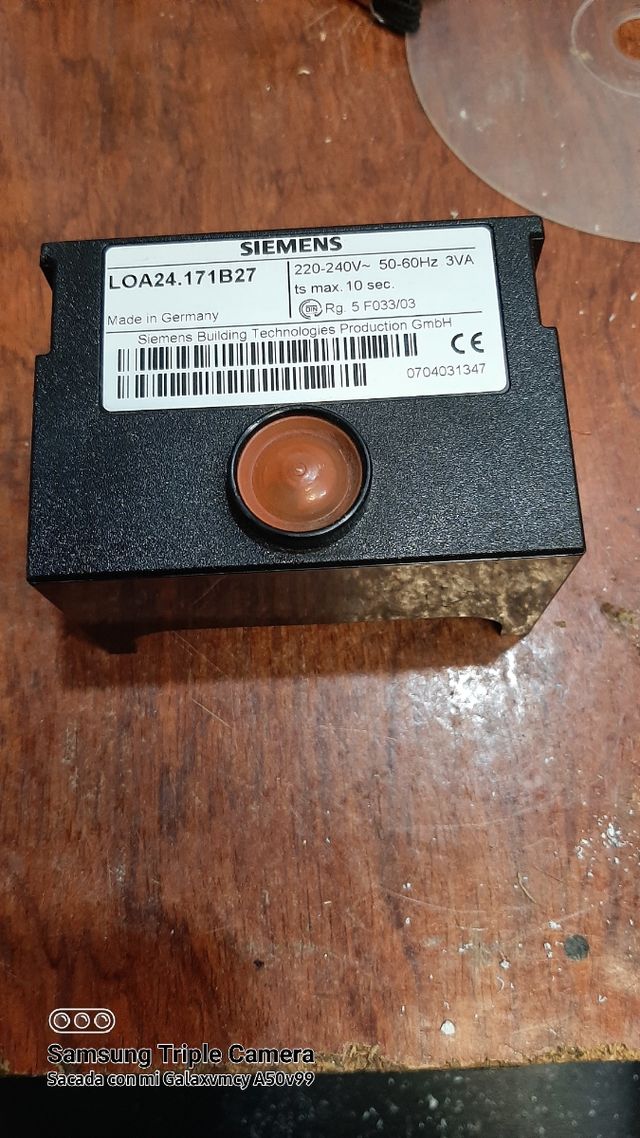 SIEMENS
LOA24.171B27
220-240V~ 50-60Hz 3VA
ts max. 10 sec.
Rg. 5 F033/03
Made in Germany
Siemens Building Technologies Production GmbH
CE
0704031347
Samsung Triple Camera
Sacada con mi Galaxvmcy A50v99